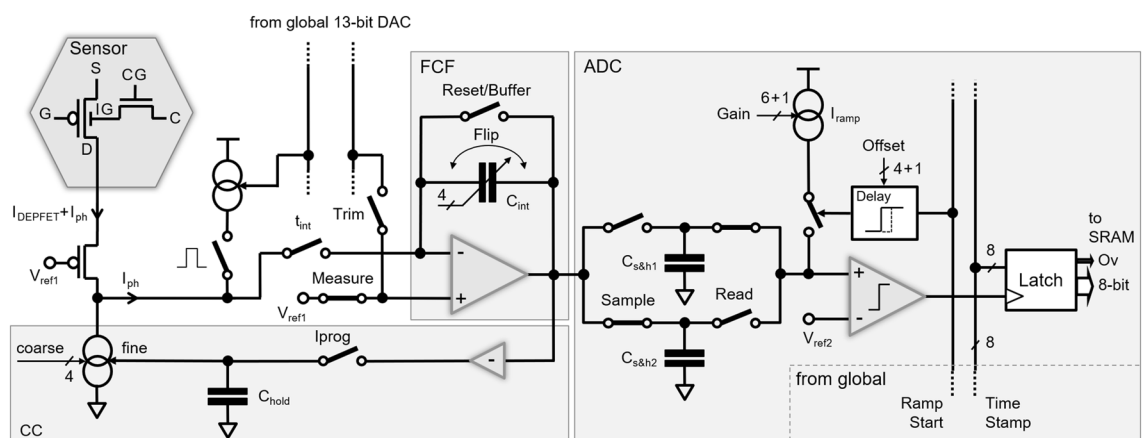 from global 13-bit DAC
Sensor
S
CG
G
IG
C
D
FCF
Reset/Buffer
Flip
4
Cint
ADC
6+1
Gain
Iramp
Offset
4+1
Delay
IDEPFET+Iph
Vref1
Iph
tint
Trim
Measure
Vref1
-
+
Cs&h1
Sample
Read
Cs&h2
+
-
Vref2
8
Latch
to
SRAM
Ov
8-bit
8
coarse
4
fine
Iprog
-
Chold
CC
from global
Ramp
Start
Time
Stamp